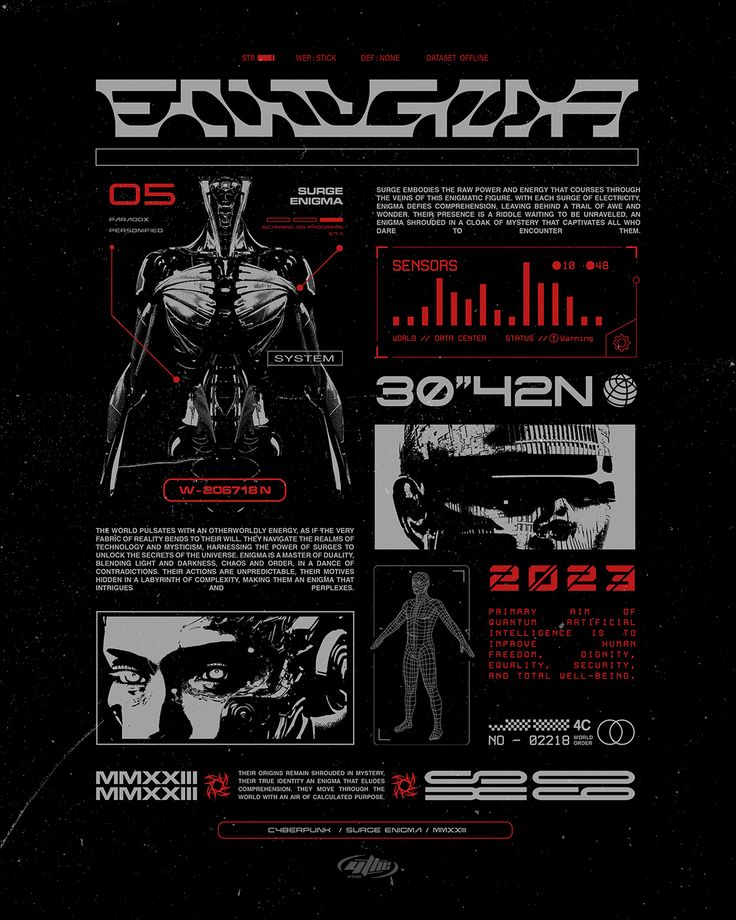 STR
WEP : STICK
DEF : NONE
DATASET OFFLINE
ENIGMA
05
PARADOX
PERSONIFIED
SURGE
ENIGMA
SCANNING ON PROGRESS
SURGE EMBODIES THE RAW POWER AND ENERGY THAT COURSES THROUGH
THE VEINS OF THIS ENIGMATIC FIGURE. WITH EACH SURGE OF ELECTRICITY,
ENIGMA DEFIES COMPREHENSION, LEAVING BEHIND A TRAIL OF AWE AND
WONDER. THEIR PRESENCE IS A RIDDLE WAITING TO BE UNRAVELED, AN
ENIGMA SHROUDED IN A CLOAK OF MYSTERY THAT CAPTIVATES ALL WHO
DARE TO ENCOUNTER THEM.
SENSORS
10
48
WORLD // DATA CENTER
STATUS // Warning
SYSTEM
30"42N
W-206718 N
THE WORLD PULSATES WITH AN OTHERWORLDLY ENERGY, AS IF THE VERY
FABRIC OF REALITY BENDS TO THEIR WILL. THEY NAVIGATE THE REALMS OF
TECHNOLOGY AND MYSTICISM, HARNESSING THE POWER OF SURGES TO
UNLOCK THE SECRETS OF THE UNIVERSE. ENIGMA IS A MASTER OF DUALITY,
BLENDING LIGHT AND DARKNESS, CHAOS AND ORDER, IN A DANCE OF
CONTRADICTIONS. THEIR ACTIONS ARE UNPREDICTABLE, THEIR MOTIVES
HIDDEN IN A LABYRINTH OF COMPLEXITY, MAKING THEM AN ENIGMA THAT
INTRIGUES AND PERPLEXES.
2023
PRIMARY AIM OF
QUANTUM ARTIFICIAL
INTELLIGENCE IS TO
IMPROVE HUMAN
FREEDOM, DIGNITY,
EQUALITY, SECURITY,
AND TOTAL WELL-BEING.
4C
NO - 02218
WORLD
ORDER
MMXXIII
MMXXIII
THEIR ORIGINS REMAIN SHROUDED IN MYSTERY,
THEIR TRUE IDENTITY AN ENIGMA THAT ELUDES
COMPREHENSION. THEY MOVE THROUGH THE
WORLD WITH AN AIR OF CALCULATED PURPOSE.
CYBERPUNK / SURGE ENIGMA / MMXXIII